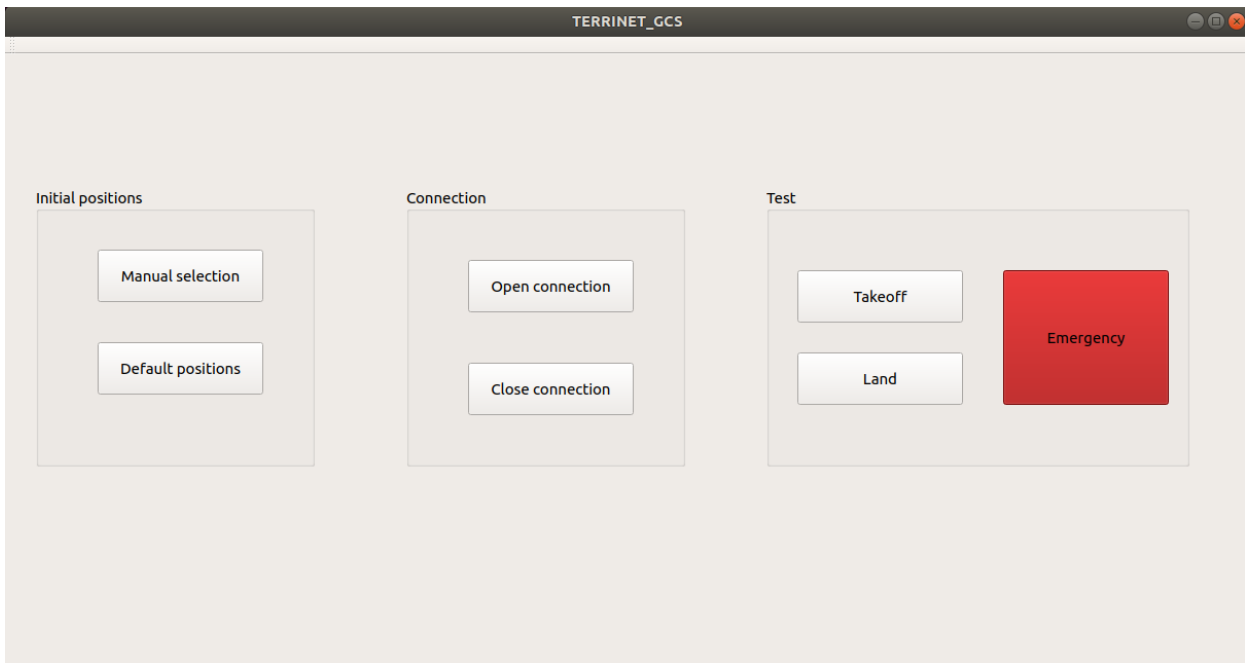 TERRINET_GCS
Initial positions
Manual selection
Default positions
Connection
Open connection
Close connection
Test
Takeoff
Land
Emergency